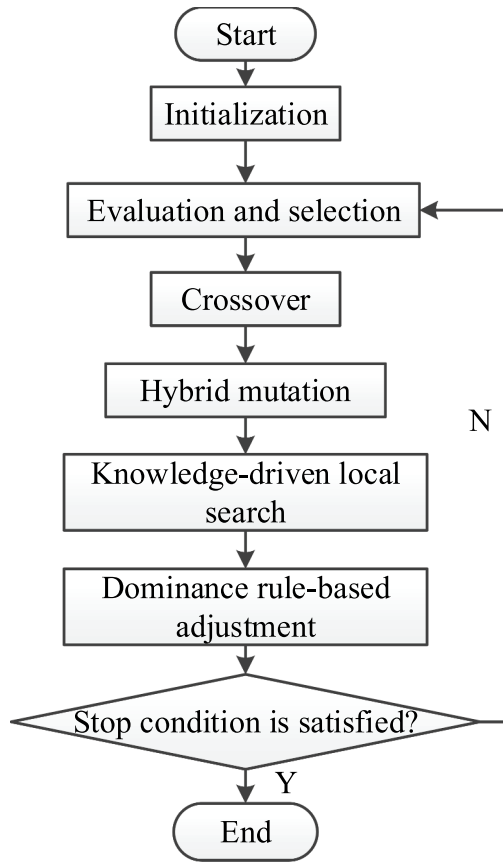 Start
Initialization
Evaluation and selection
Crossover
Hybrid mutation
N
Knowledge-driven local
search
Dominance rule-based
adjustment
Stop condition is satisfied?
Y
End